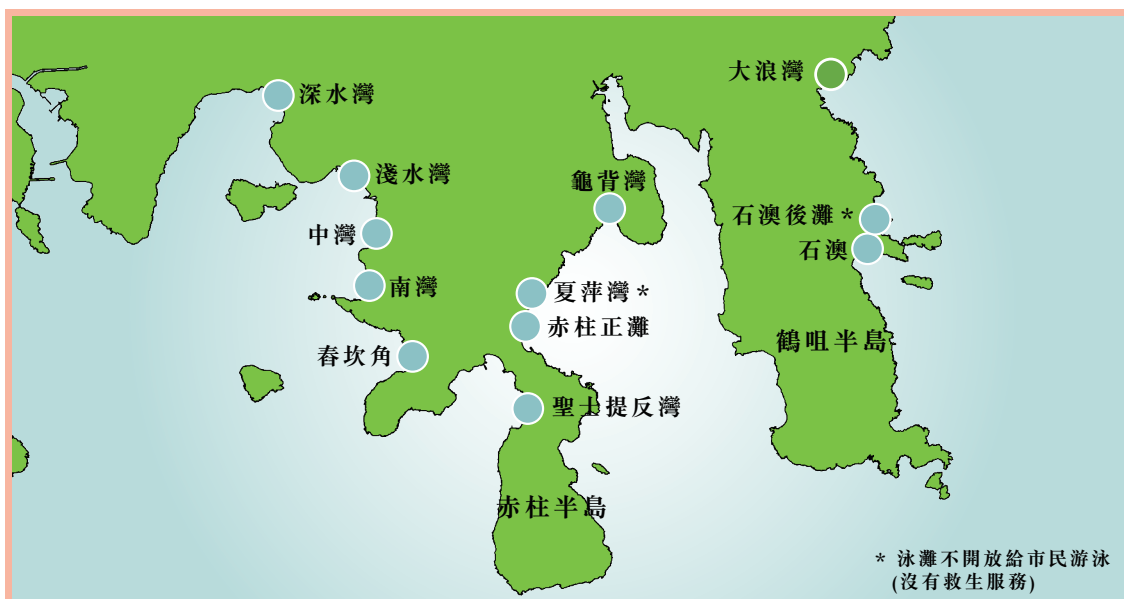 大浪灣
深水灣
淺水灣
龜背灣
石澳後灘 *
中灣
石澳
南灣
夏萍灣 *
赤柱正灘
鶴咀半島
舂坎角
聖士提反灣
赤柱半島
* 泳灘不開放給市民游泳
(沒有救生服務)